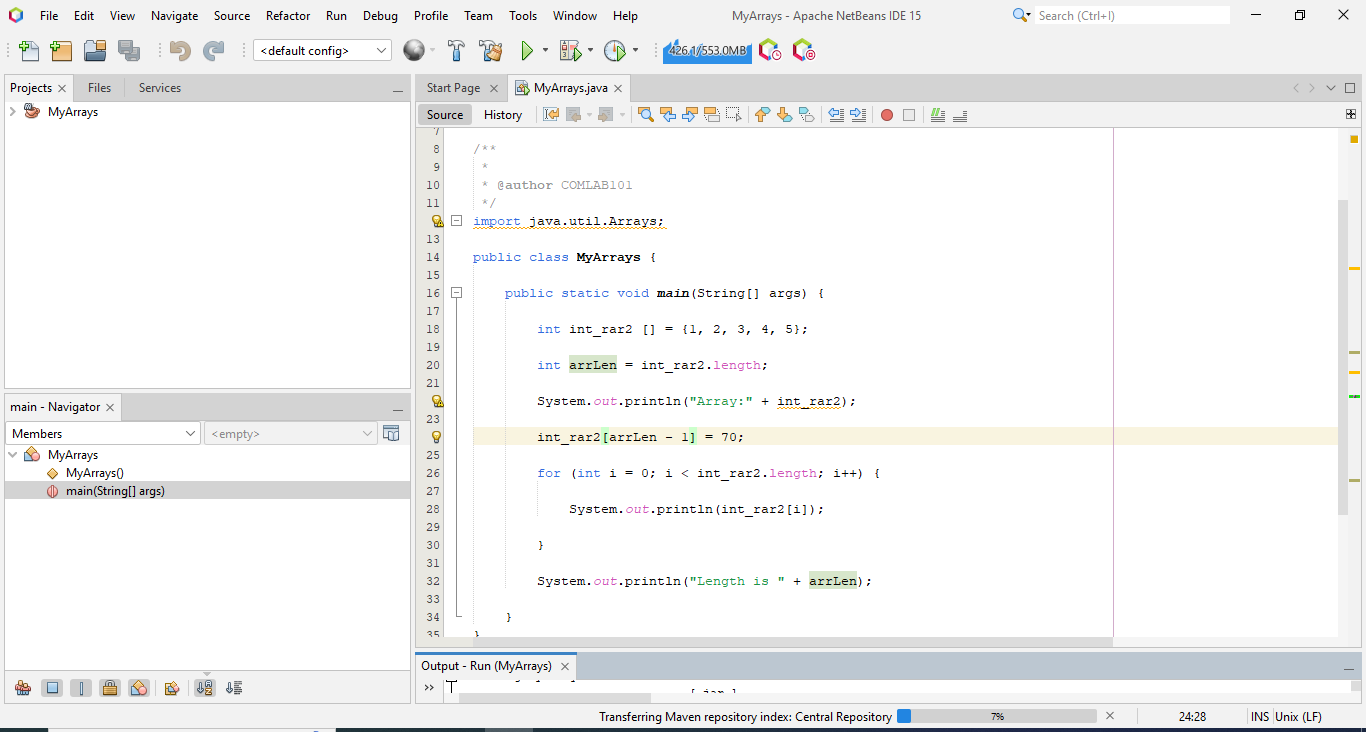 File Edit View Navigate Source Refactor Run Debug Profile Team Tools Window Help
MyArrays - Apache NetBeans IDE 15
Search (Ctrl+I)
<default config>
426.1/553.0MB
Projects Files Services
MyArrays
Start Page MyArrays.java
Source History
7
8 /**
9 *
10 * @author COMLAB101
11 */
import java.util.Arrays;
13
14 public class MyArrays {
15
16 public static void main(String[] args) {
17
18 int int_rar2 [] = {1, 2, 3, 4, 5};
19
20 int arrLen = int_rar2.length;
21
System.out.println("Array:" + int_rar2);
23
int_rar2[arrLen - 1] = 70;
25
26 for (int i = 0; i < int_rar2.length; i++) {
27
28 System.out.println(int_rar2[i]);
29
30 }
31
32 System.out.println("Length is " + arrLen);
33
34 }
35 }
main - Navigator
Members
<empty>
MyArrays
MyArrays()
main(String[] args)
Output - Run (MyArrays)
Transferring Maven repository index: Central Repository
7%
24:28
INS
Unix (LF)